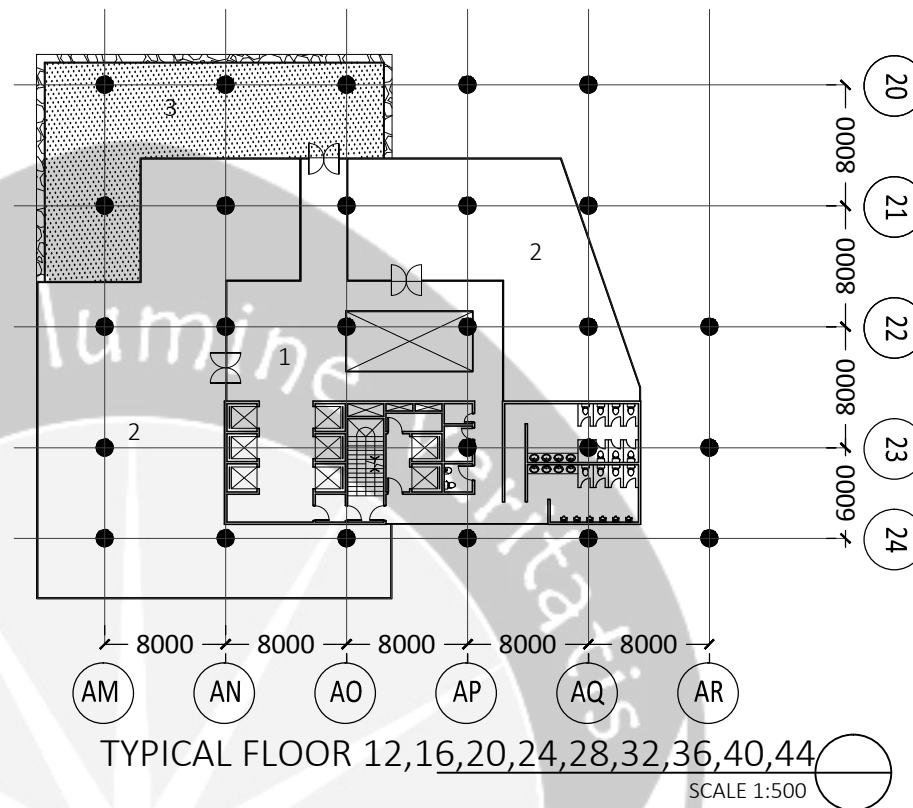 20
3
8000
21
2
8000
22
lumine veritatis
1
8000
2
23
6000
24
8000 8000 8000 8000 8000
AM AN AO AP AQ AR
TYPICAL FLOOR 12,16,20,24,28,32,36,40,44
SCALE 1:500